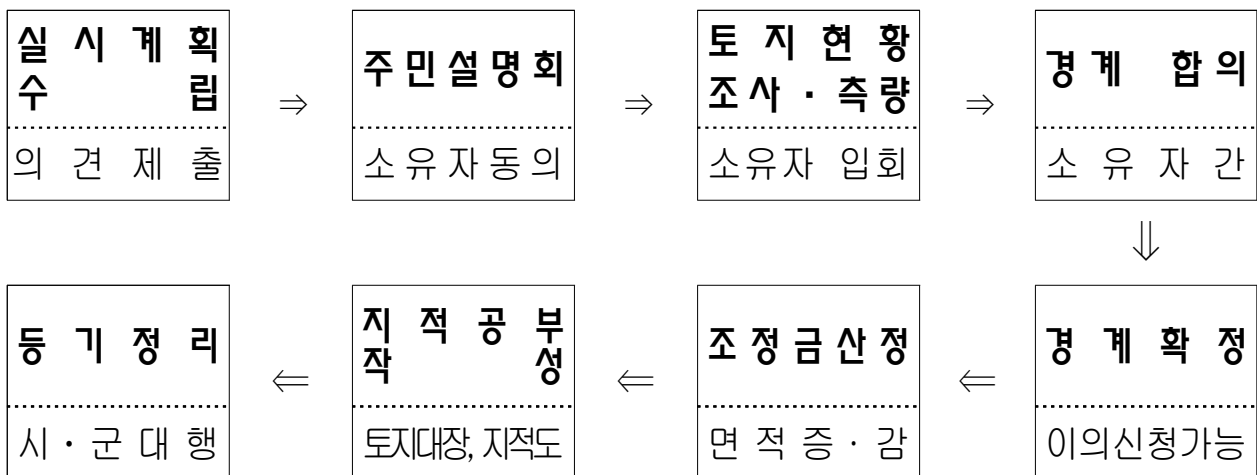 실 시 계 획
수 립
의 견 제 출
⇒
주 민 설 명 회
소 유 자 동 의
⇒
토 지 현 황
조 사 · 측 량
소유자 입회
⇒
경 계 합 의
소 유 자 간
⇓
경 계 확 정
이의신청가능
⇐
조 정 금 산 정
면 적 증 · 감
⇐
지 적 공 부
작 성
토지대장, 지적도
⇐
등 기 정 리
시 · 군 대 행